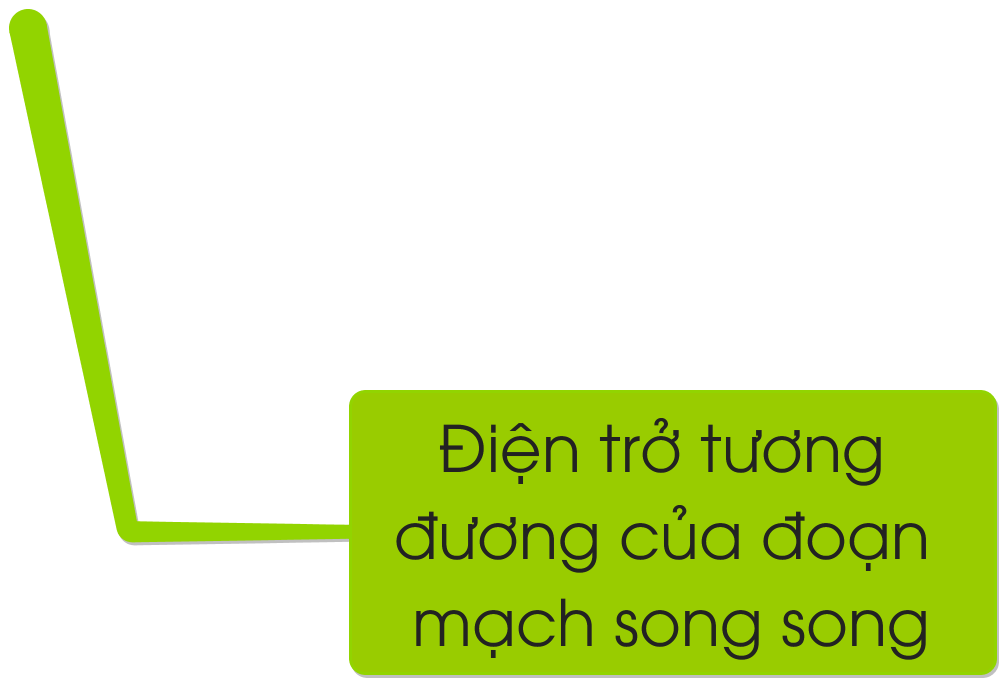 Điện trở tương
đương của đoạn
mạch song song